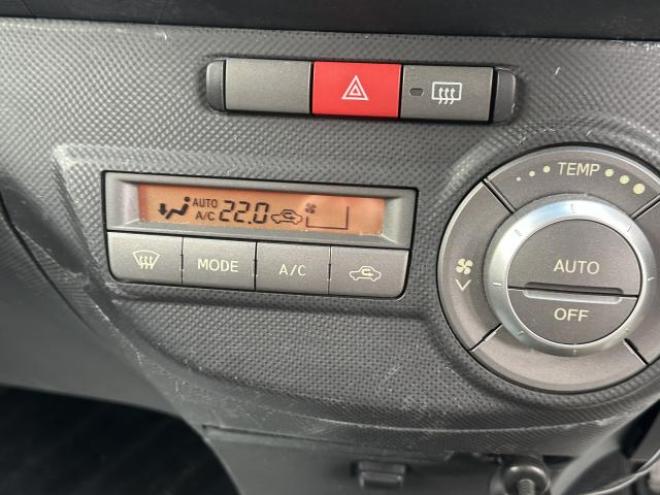 TEMP
AUTO
A/C 22.0
MODE A/C
AUTO
OFF